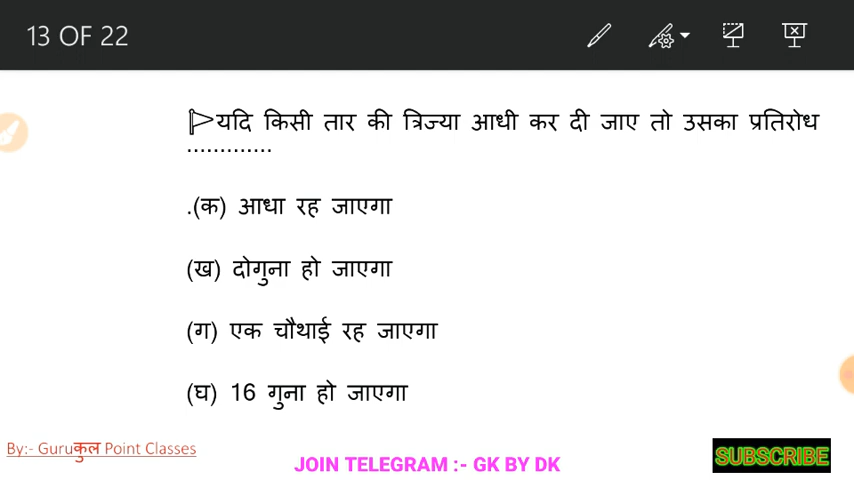 13 OF 22
यदि किसी तार की त्रिज्या आधी कर दी जाए तो उसका प्रतिरोध
.............
.(क) आधा रह जाएगा
(ख) दोगुना हो जाएगा
(ग) एक चौथाई रह जाएगा
(घ) 16 गुना हो जाएगा
By:- Guruकुल Point Classes
JOIN TELEGRAM :- GK BY DK
SUBSCRIBE